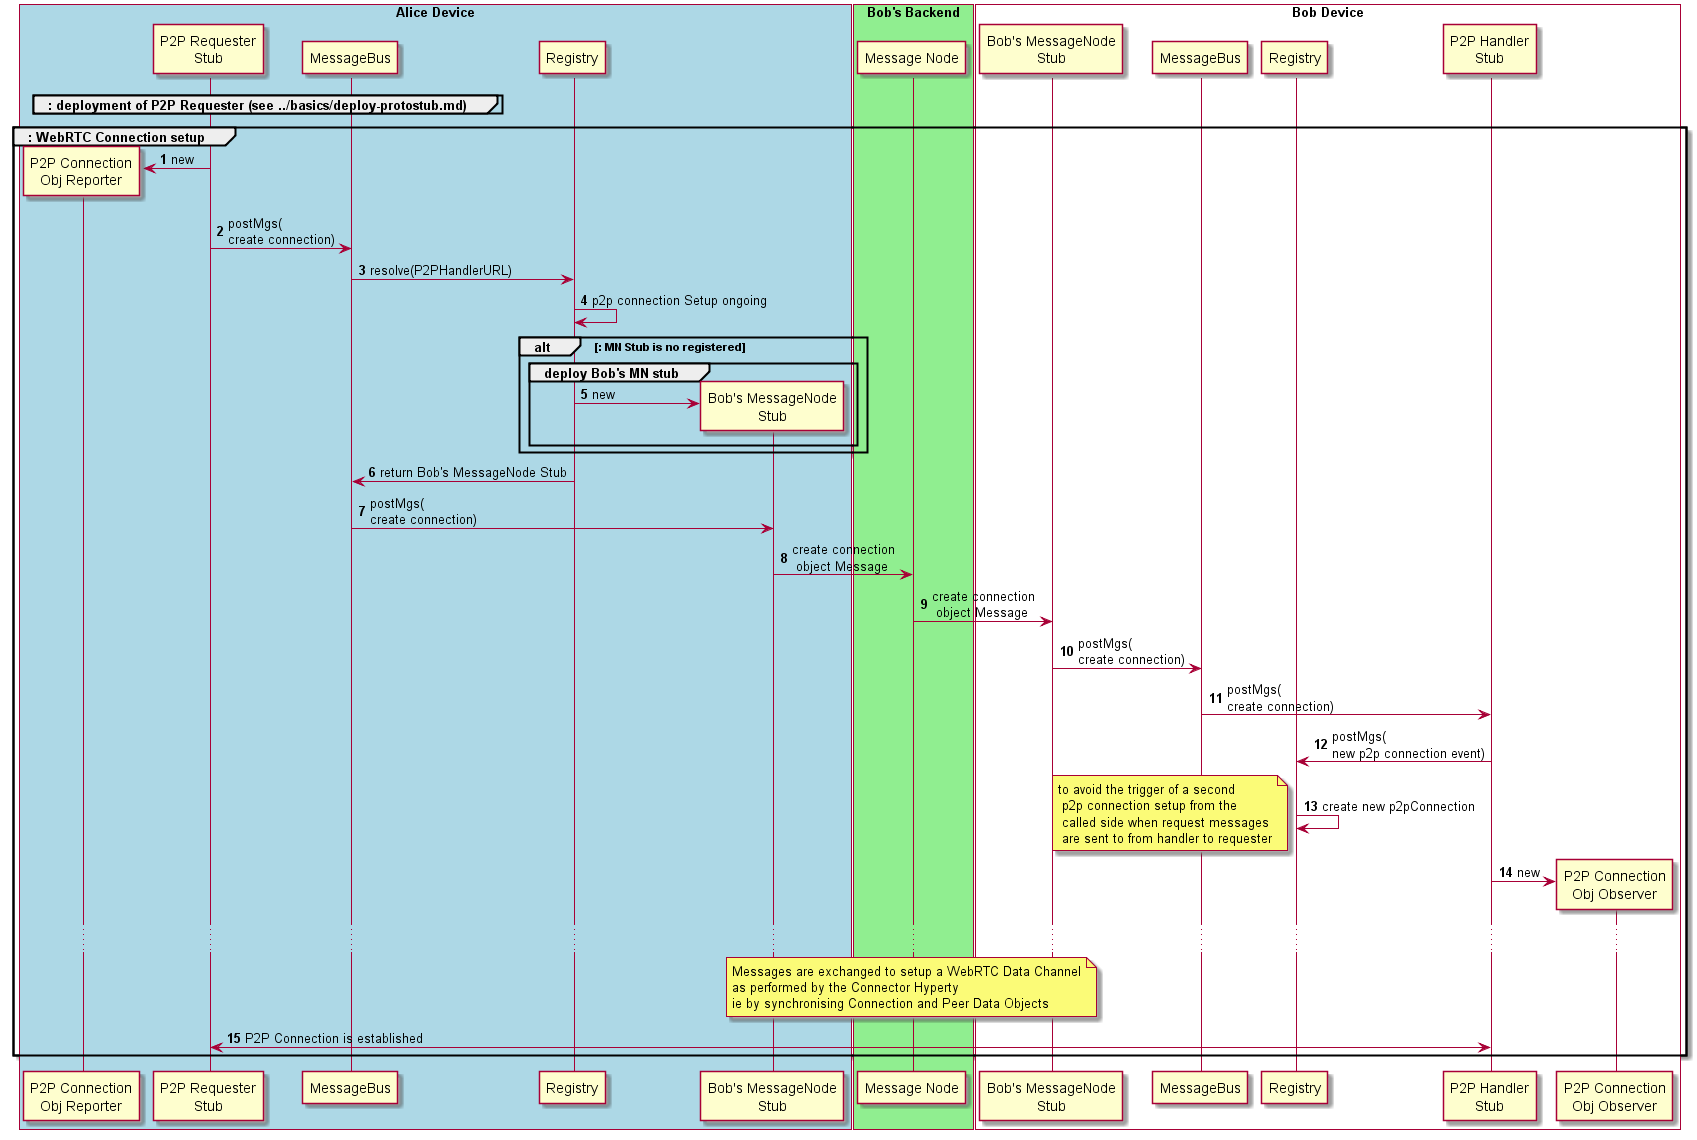 Alice Device
Bob's Backend
Bob Device
P2P Requester
Stub
MessageBus
Registry
Message Node
Bob's MessageNode
Stub
MessageBus
Registry
P2P Handler
Stub
: deployment of P2P Requester (see ../basics/deploy-protostub.md)
: WebRTC Connection setup
P2P Connection
Obj Reporter
1 new
2 postMgs(
create connection)
3 resolve(P2PHandlerURL)
4 p2p connection Setup ongoing
alt [: MN Stub is no registered]
deploy Bob's MN stub
5 new
Bob's MessageNode
Stub
6 return Bob's MessageNode Stub
7 postMgs(
create connection)
8 create connection
object Message
9 create connection
object Message
10 postMgs(
create connection)
11 postMgs(
create connection)
12 postMgs(
new p2p connection event)
to avoid the trigger of a second
p2p connection setup from the
called side when request messages
are sent to from handler to requester
13 create new p2pConnection
14 new
P2P Connection
Obj Observer
Messages are exchanged to setup a WebRTC Data Channel
as performed by the Connector Hyperty
ie by synchronising Connection and Peer Data Objects
15 P2P Connection is established
P2P Connection
Obj Reporter
P2P Requester
Stub
MessageBus
Registry
Bob's MessageNode
Stub
Message Node
Bob's MessageNode
Stub
MessageBus
Registry
P2P Handler
Stub
P2P Connection
Obj Observer